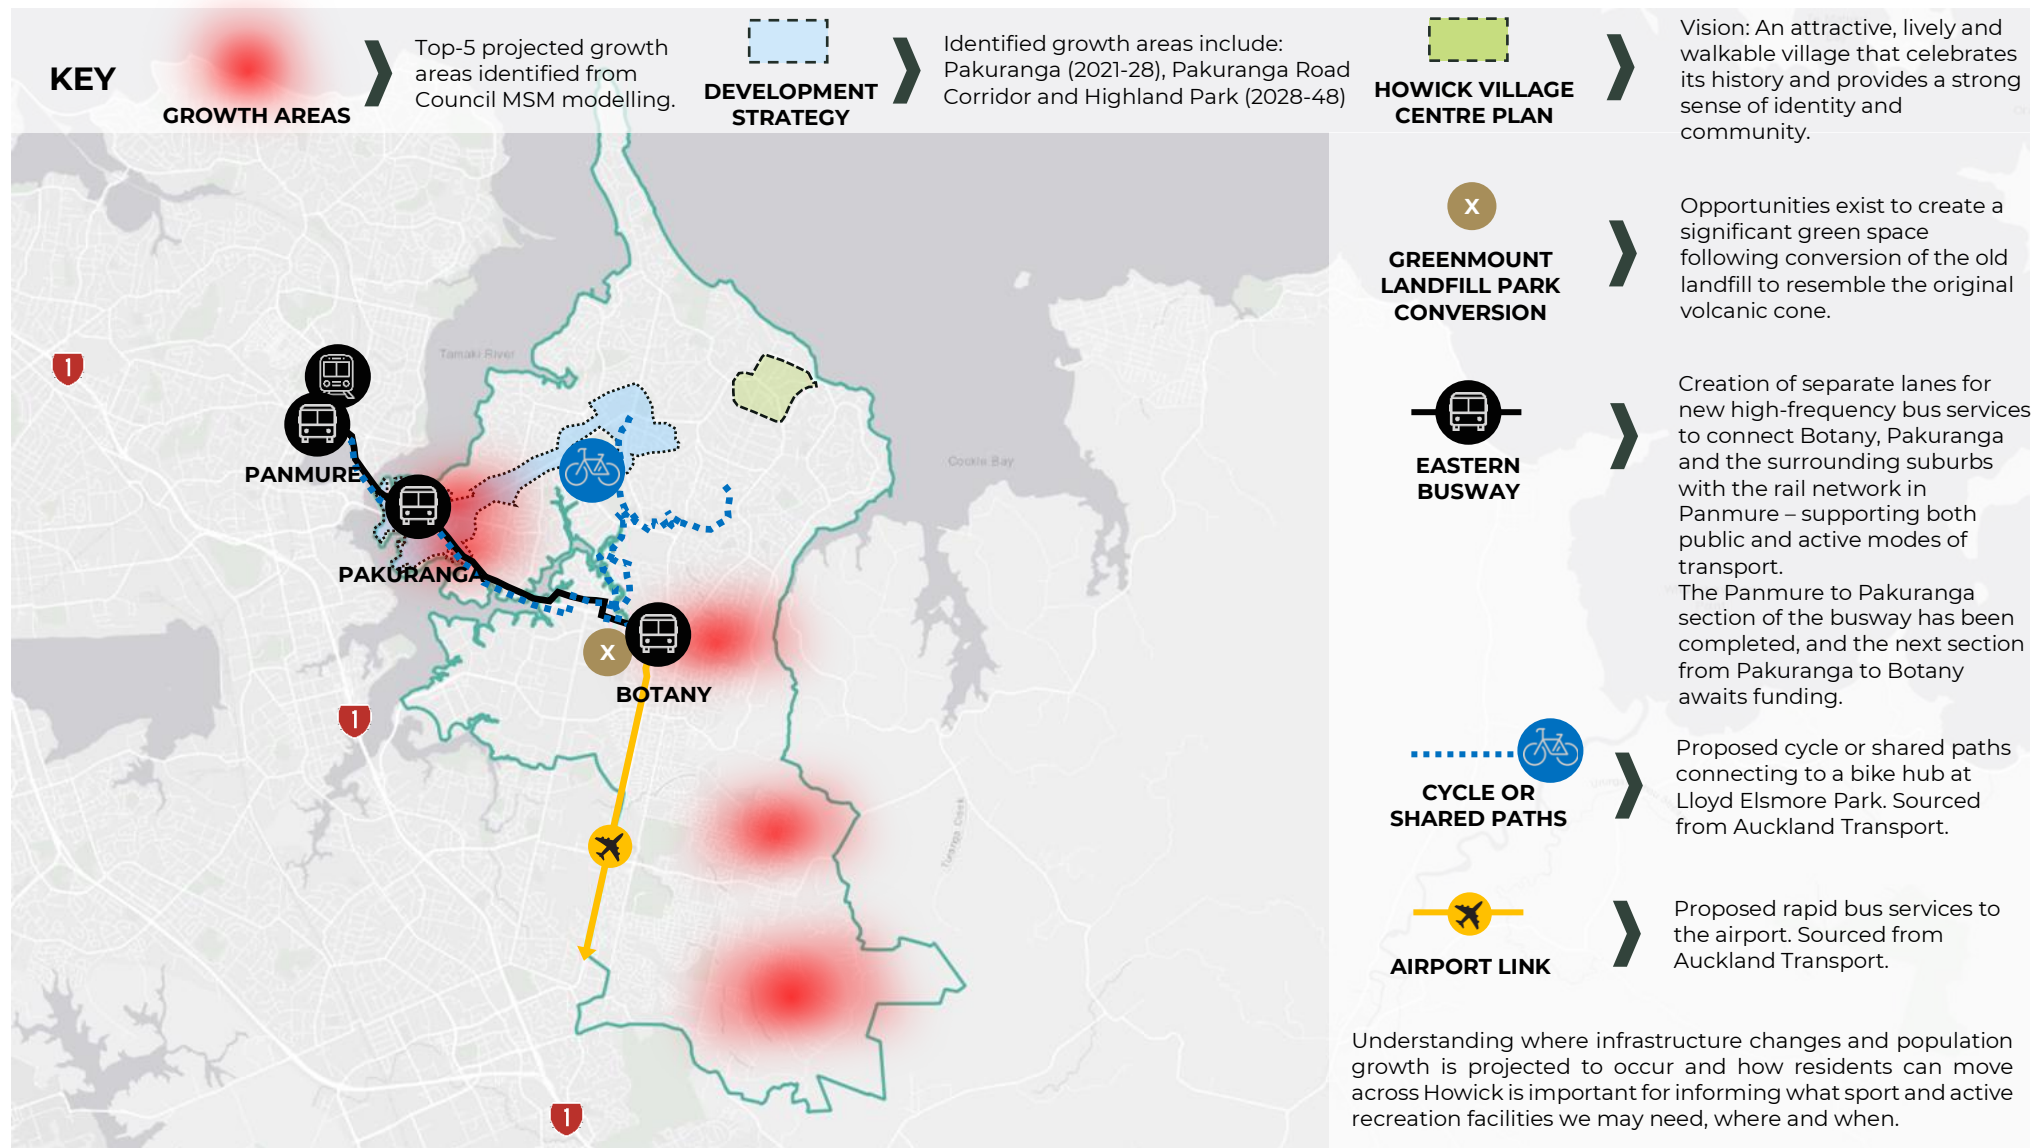 KEY
GROWTH AREAS
Top-5 projected growth
areas identified from
Council MSM modelling.
DEVELOPMENT
STRATEGY
Identified growth areas include:
Pakuranga (2021-28), Pakuranga Road
Corridor and Highland Park (2028-48)
HOWICK VILLAGE
CENTRE PLAN
Vision: An attractive, lively and
walkable village that celebrates
its history and provides a strong
sense of identity and
community.
X
GREENMOUNT
LANDFILL PARK
CONVERSION
Opportunities exist to create a
significant green space
following conversion of the old
landfill to resemble the original
volcanic cone.
EASTERN
BUSWAY
Creation of separate lanes for
new high-frequency bus services
to connect Botany, Pakuranga
and the surrounding suburbs
with the rail network in
Panmure – supporting both
public and active modes of
transport.
The Panmure to Pakuranga
section of the busway has been
completed, and the next section
from Pakuranga to Botany
awaits funding.
CYCLE OR
SHARED PATHS
Proposed cycle or shared paths
connecting to a bike hub at
Lloyd Elsmore Park. Sourced
from Auckland Transport.
AIRPORT LINK
Proposed rapid bus services to
the airport. Sourced from
Auckland Transport.
Understanding where infrastructure changes and population
growth is projected to occur and how residents can move
across Howick is important for informing what sport and active
recreation facilities we may need, where and when.
Tamaki River
1
PANMURE
Cockle Bay
PAKURANGA
X
BOTANY
1
Turanga Creek
1